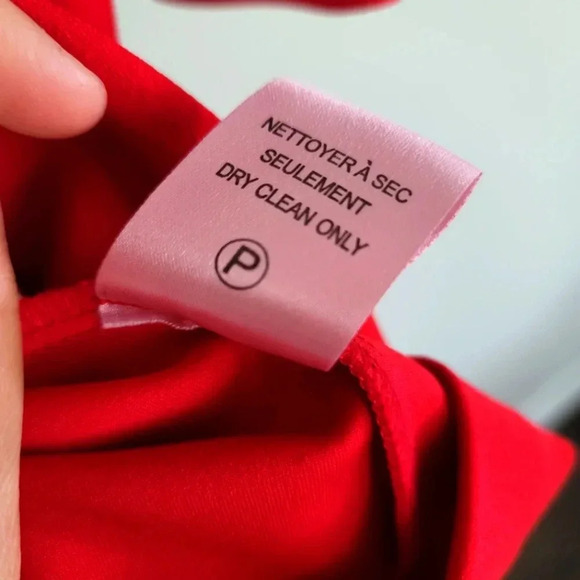 NETTOYER À SEC
SEULEMENT
DRY CLEAN ONLY
P